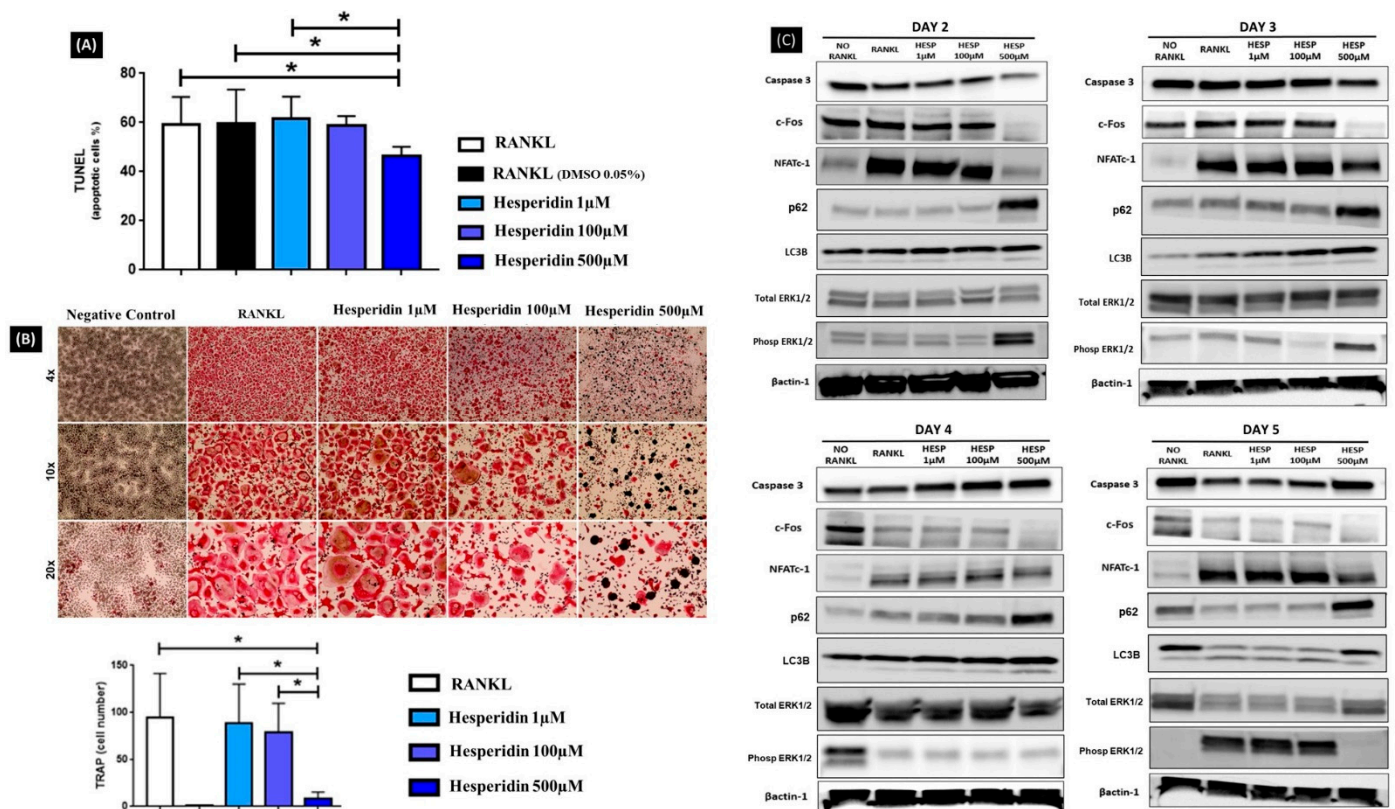 (A)
*
*
*
80
60
40
20
0
TUNEL
(apoptotic cells %)
RANKL
RANKL (DMSO 0.05%)
Hesperidin 1µM
Hesperidin 100µM
Hesperidin 500µM
(B)
Negative Control RANKL Hesperidin 1µM Hesperidin 100µM Hesperidin 500µM
4x
10x
20x
*
*
*
150
100
50
0
TRAP (cell number)
RANKL
Hesperidin 1µM
Hesperidin 100µM
Hesperidin 500µM
(C)
DAY 2
NO RANKL RANKL HESP 1µM HESP 100µM HESP 500µM
Caspase 3
c-Fos
NFATc-1
p62
LC3B
Total ERK1/2
Phosp ERK1/2
βactin-1
DAY 3
NO RANKL RANKL HESP 1µM HESP 100µM HESP 500µM
Caspase 3
c-Fos
NFATc-1
p62
LC3B
Total ERK1/2
Phosp ERK1/2
βactin-1
DAY 4
NO RANKL RANKL HESP 1µM HESP 100µM HESP 500µM
Caspase 3
c-Fos
NFATc-1
p62
LC3B
Total ERK1/2
Phosp ERK1/2
βactin-1
DAY 5
NO RANKL RANKL HESP 1µM HESP 100µM HESP 500µM
Caspase 3
c-Fos
NFATc-1
p62
LC3B
Total ERK1/2
Phosp ERK1/2
βactin-1